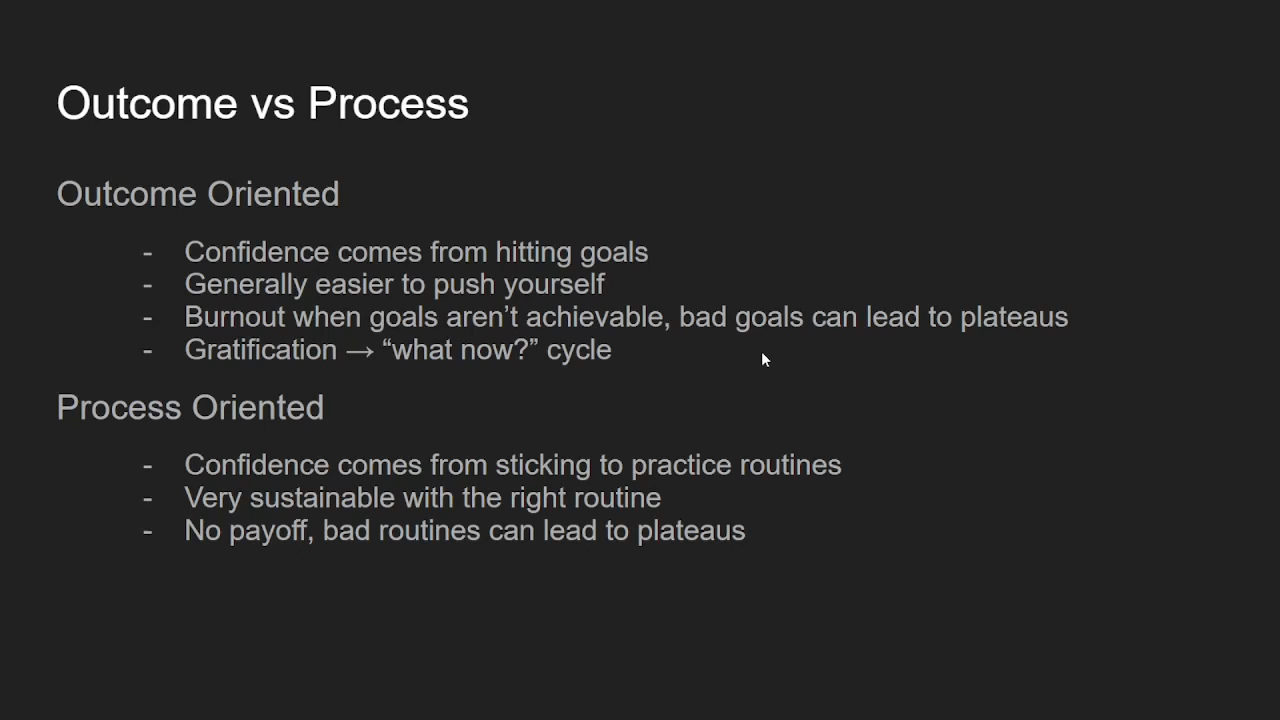 Outcome vs Process
Outcome Oriented
- Confidence comes from hitting goals
- Generally easier to push yourself
- Burnout when goals aren’t achievable, bad goals can lead to plateaus
- Gratification → “what now?” cycle
Process Oriented
- Confidence comes from sticking to practice routines
- Very sustainable with the right routine
- No payoff, bad routines can lead to plateaus